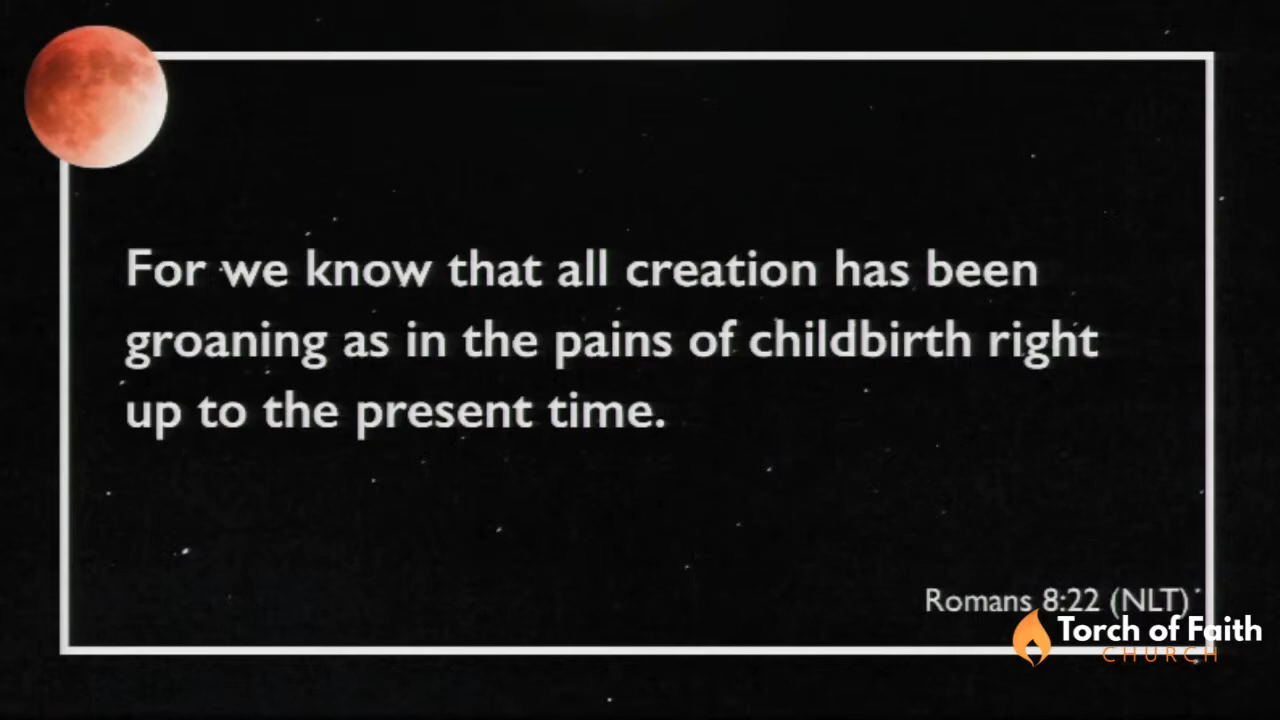 For we know that all creation has been
groaning as in the pains of childbirth right
up to the present time.
Romans 8:22 (NLT)
Torch of Faith
CHURCH